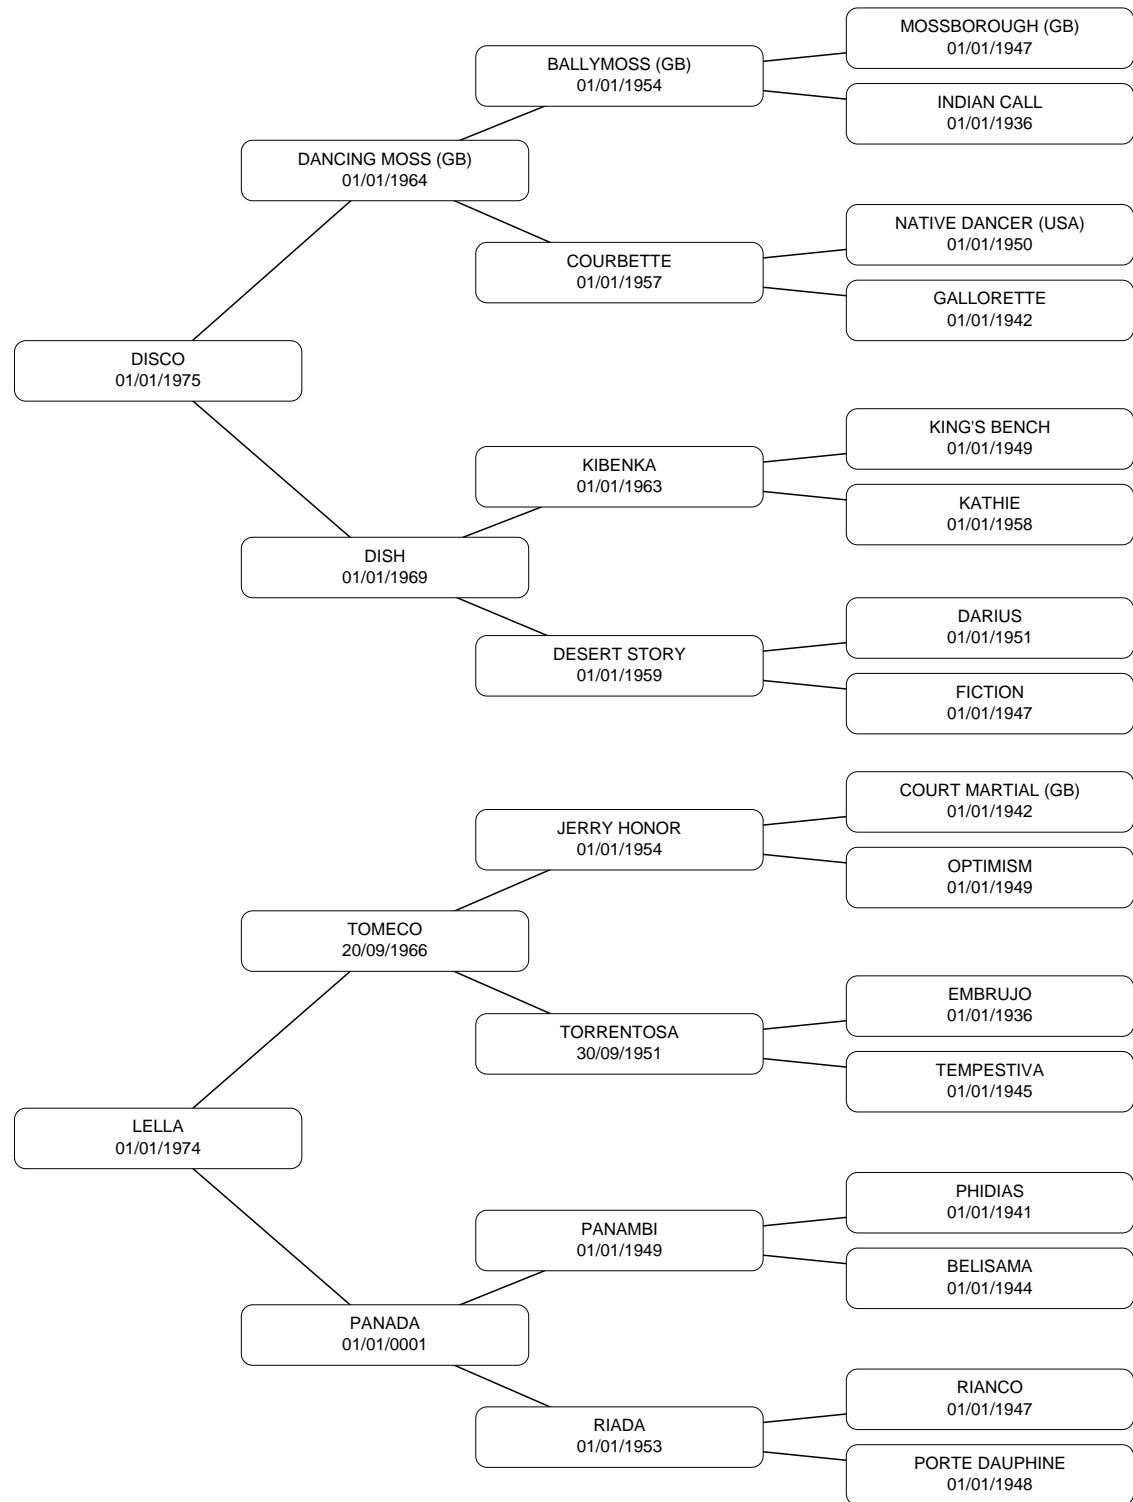 MOSSBOROUGH (GB)
01/01/1947
BALLYMOSS (GB)
01/01/1954
INDIAN CALL
01/01/1936
DANCING MOSS (GB)
01/01/1964
NATIVE DANCER (USA)
01/01/1950
COURBETTE
01/01/1957
GALLORETTE
01/01/1942
DISCO
01/01/1975
KING'S BENCH
01/01/1949
KIBENKA
01/01/1963
KATHIE
01/01/1958
DISH
01/01/1969
DARIUS
01/01/1951
DESERT STORY
01/01/1959
FICTION
01/01/1947
COURT MARTIAL (GB)
01/01/1942
JERRY HONOR
01/01/1954
OPTIMISM
01/01/1949
TOMECO
20/09/1966
EMBRUJO
01/01/1936
TORRENTOSA
30/09/1951
TEMPESTIVA
01/01/1945
LELLA
01/01/1974
PHIDIAS
01/01/1941
PANAMBI
01/01/1949
BELISAMA
01/01/1944
PANADA
01/01/0001
RIANCO
01/01/1947
RIADA
01/01/1953
PORTE DAUPHINE
01/01/1948